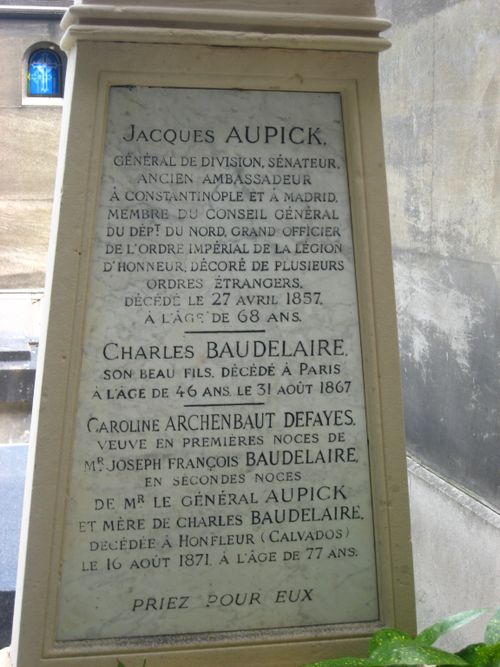 JACQUES AUPICK,
GÉNÉRAL DE DIVISION, SÉNATEUR,
ANCIEN AMBASSADEUR
À CONSTANTINOPLE ET À MADRID,
MEMBRE DU CONSEIL GÉNÉRAL
DU DÉPT DU NORD, GRAND OFFICIER
DE L'ORDRE IMPÉRIAL DE LA LÉGION
D'HONNEUR, DÉCORÉ DE PLUSIEURS
ORDRES ÉTRANGERS,
DÉCÉDÉ LE 27 AVRIL 1857,
À L'ÂGE DE 68 ANS.
CHARLES BAUDELAIRE,
SON BEAU FILS, DÉCÉDÉ À PARIS
À L'ÂGE DE 46 ANS, LE 31 AOÛT 1867
CAROLINE ARCHENBAUT DEFAYES,
VEUVE EN PREMIÈRES NOCES DE
MR JOSEPH FRANÇOIS BAUDELAIRE,
EN SECONDES NOCES
DE MR LE GÉNÉRAL AUPICK
ET MÈRE DE CHARLES BAUDELAIRE,
DÉCÉDÉE À HONFLEUR (CALVADOS)
LE 16 AOÛT 1871, À L'ÂGE DE 77 ANS.
PRIEZ POUR EUX